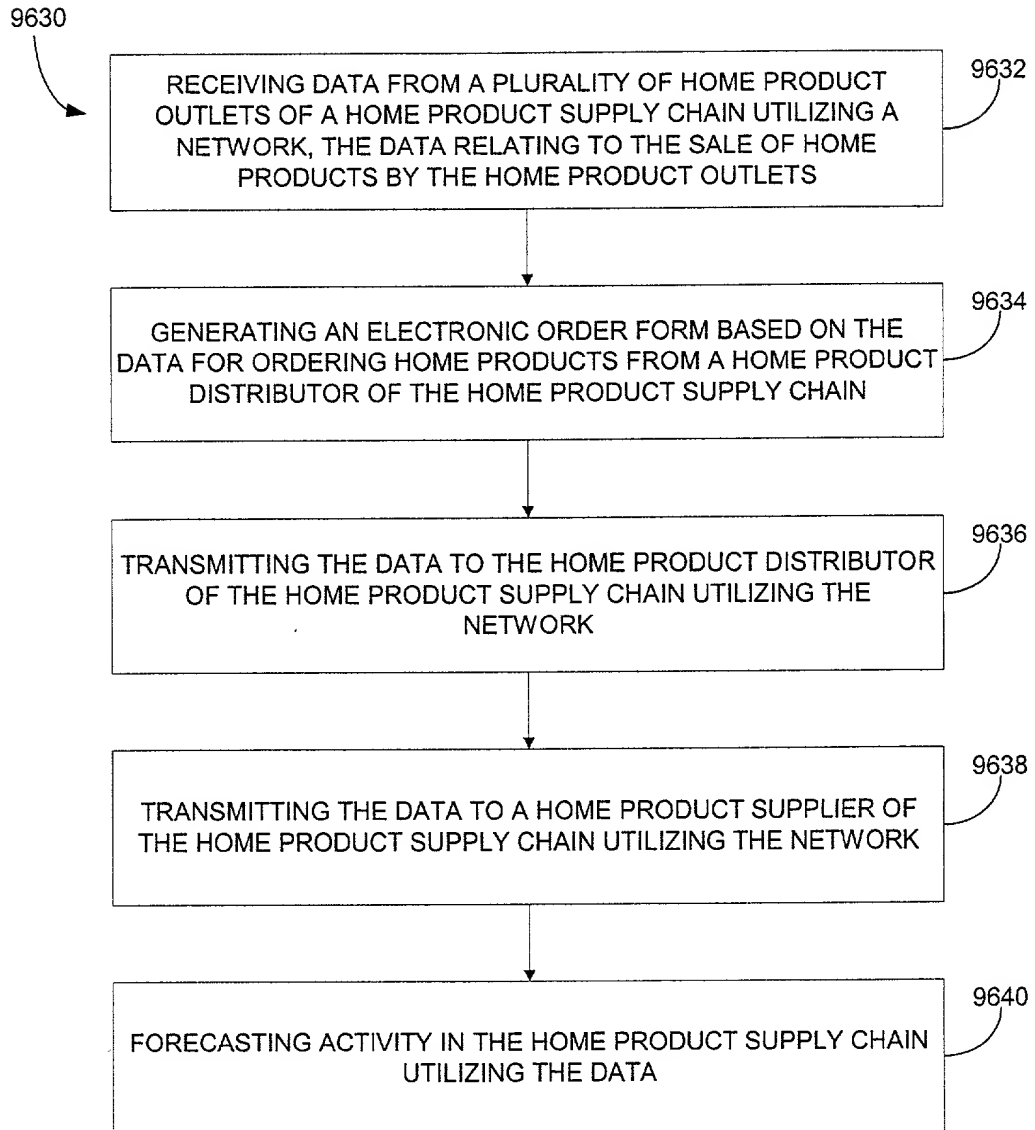 9630
RECEIVING DATA FROM A PLURALITY OF HOME PRODUCT
OUTLETS OF A HOME PRODUCT SUPPLY CHAIN UTILIZING A
NETWORK, THE DATA RELATING TO THE SALE OF HOME
PRODUCTS BY THE HOME PRODUCT OUTLETS
9632
GENERATING AN ELECTRONIC ORDER FORM BASED ON THE
DATA FOR ORDERING HOME PRODUCTS FROM A HOME PRODUCT
DISTRIBUTOR OF THE HOME PRODUCT SUPPLY CHAIN
9634
TRANSMITTING THE DATA TO THE HOME PRODUCT DISTRIBUTOR
OF THE HOME PRODUCT SUPPLY CHAIN UTILIZING THE
NETWORK
9636
TRANSMITTING THE DATA TO A HOME PRODUCT SUPPLIER OF
THE HOME PRODUCT SUPPLY CHAIN UTILIZING THE NETWORK
9638
FORECASTING ACTIVITY IN THE HOME PRODUCT SUPPLY CHAIN
UTILIZING THE DATA
9640